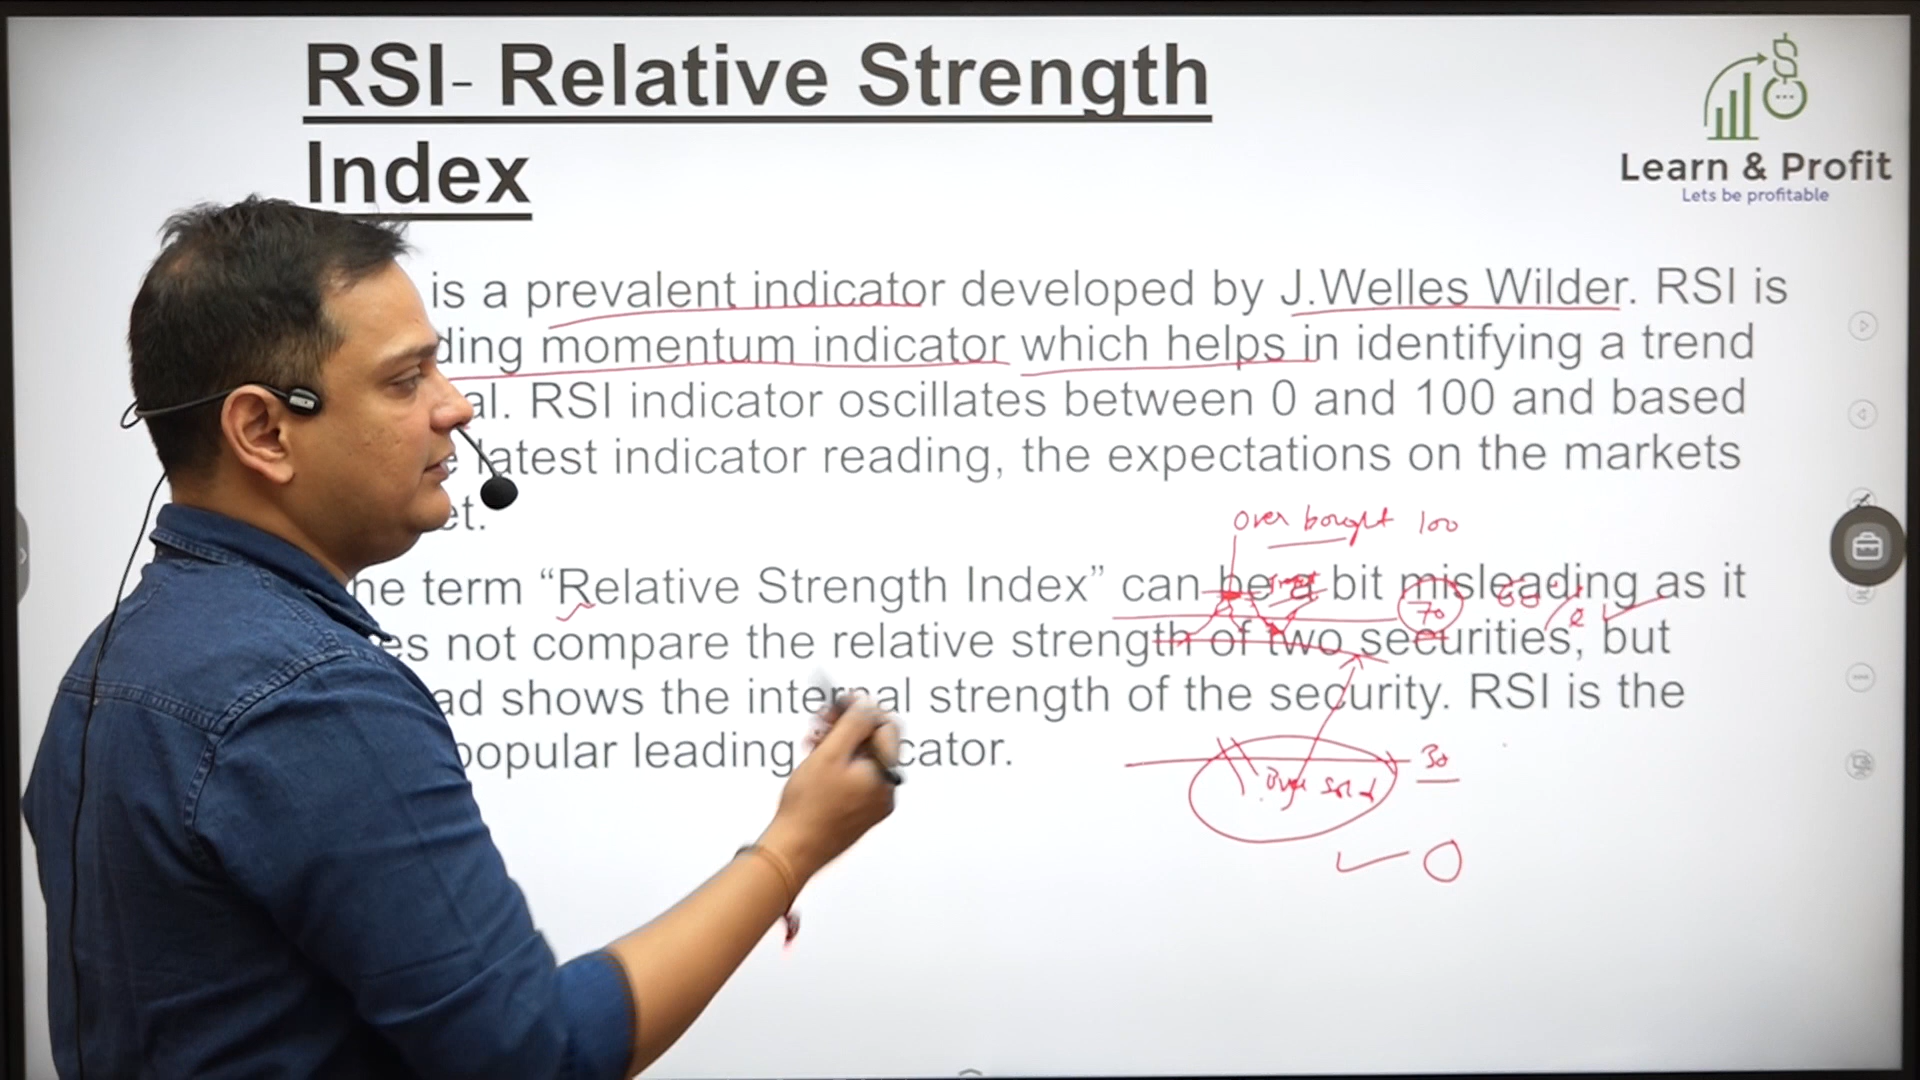 RSI- Relative Strength
Index
Learn & Profit
Lets be profitable
is a prevalent indicator developed by J.Welles Wilder. RSI is
ding momentum indicator which helps in identifying a trend
al. RSI indicator oscillates between 0 and 100 and based
latest indicator reading, the expectations on the markets
et.
Over bought 100
he term “Relative Strength Index” can be a bit misleading as it
70
es not compare the relative strength of two securities, but
ad shows the internal strength of the security. RSI is the
popular leading cator.
30
Over sold
0